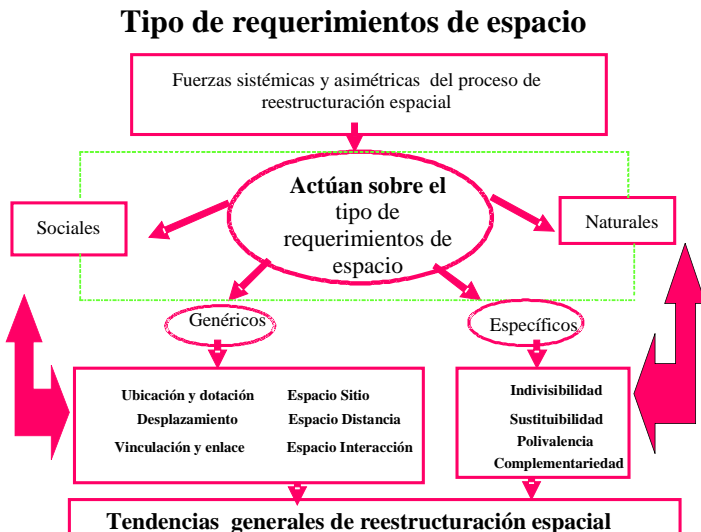 Tipo de requerimientos de espacio
Fuerzas sistémicas y asimétricas del proceso de
reestructuración espacial
Actúan sobre el
tipo de
requerimientos de
espacio
Sociales
Naturales
Genéricos
Específicos
Ubicación y dotación Espacio Sitio
Desplazamiento Espacio Distancia
Vinculación y enlace Espacio Interacción
Indivisibilidad
Sustituibilidad
Polivalencia
Complementariedad
Tendencias generales de reestructuración espacial